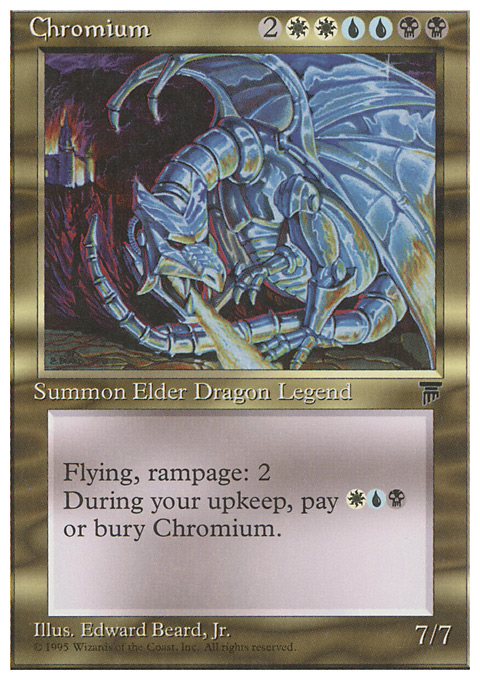 Chromium 2
Summon Elder Dragon Legend
Flying, rampage: 2
During your upkeep, pay
or bury Chromium.
Illus. Edward Beard, Jr.
7/7
© 1995 Wizards of the Coast, Inc. All rights reserved.